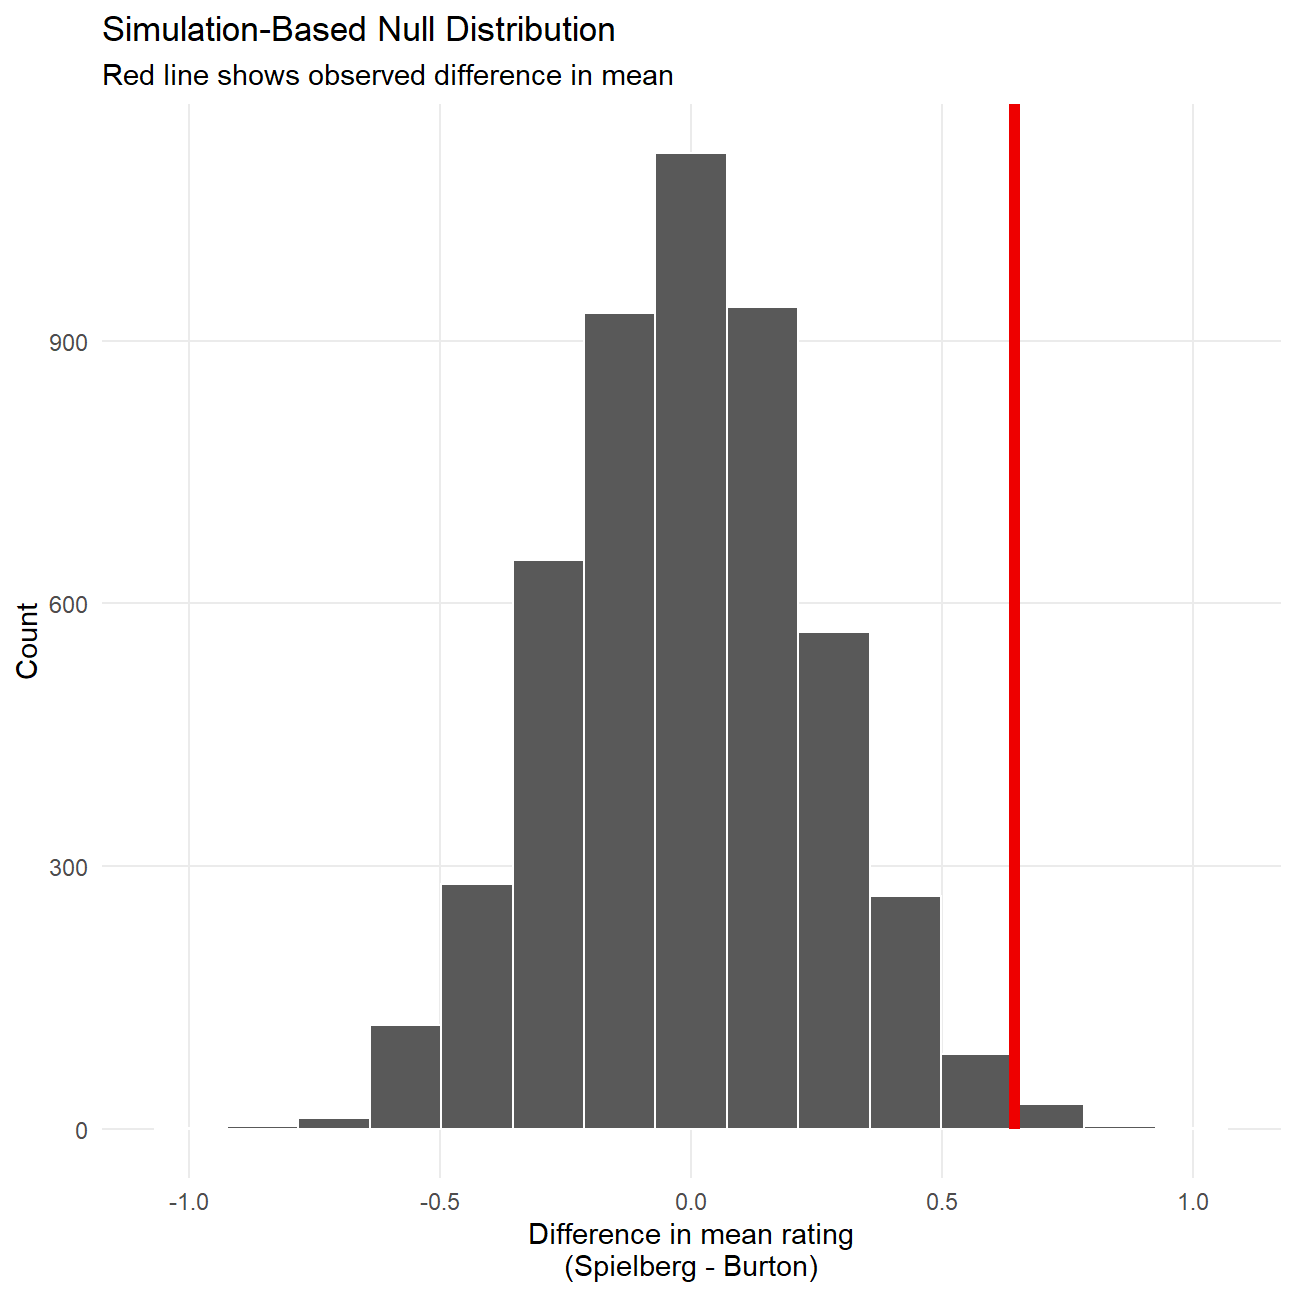 Simulation-Based Null Distribution
Red line shows observed difference in mean
Count
900
600
300
0
-1.0
-0.5
0.0
0.5
1.0
Difference in mean rating
(Spielberg - Burton)